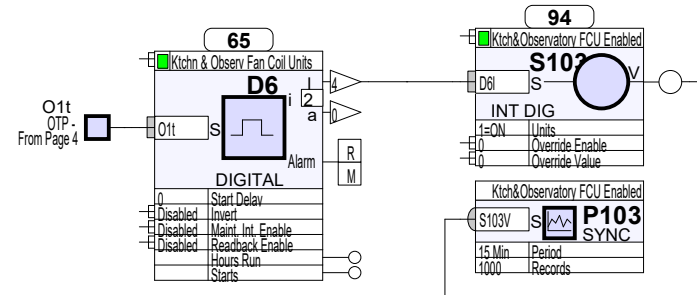 65
Ktchn & Observ Fan Coil Units
D6
i
I
2
a
4
0
O1t
OTP -
From Page 4
O1t
S
Alarm
R
M
DIGITAL
0 Start Delay
Disabled Invert
Disabled Maint. Int. Enable
Disabled Readback Enable
Hours Run
Starts
94
Ktch&Observatory FCU Enabled
S103
D6I
S
V
INT DIG
1=ON Units
0 Override Enable
0 Override Value
Ktch&Observatory FCU Enabled
S103V
S
P103
SYNC
15 Min Period
1000 Records